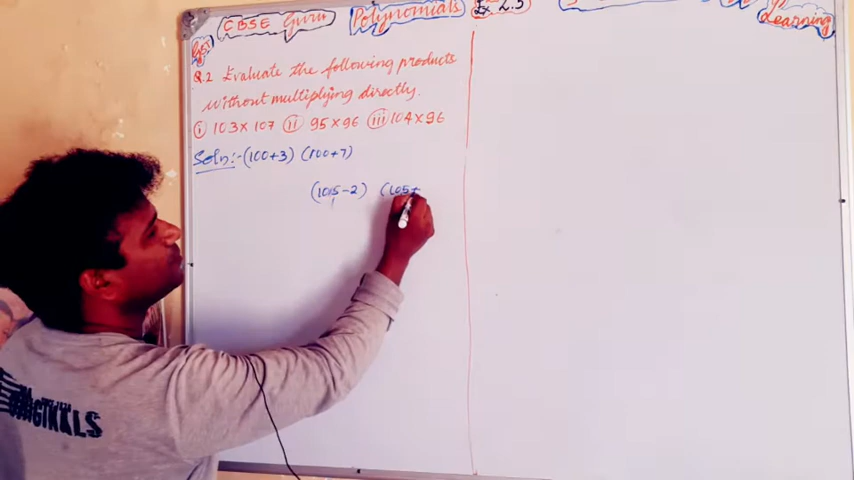 CBSE Guru Polynomials Ex 2.5
Learning
Q.2 Evaluate the following products
without multiplying directly.
(i) 103 x 107 (ii) 95 x 96 (iii) 104 x 96
Soln:- (100+3) (100+7)
(105-2) (105+